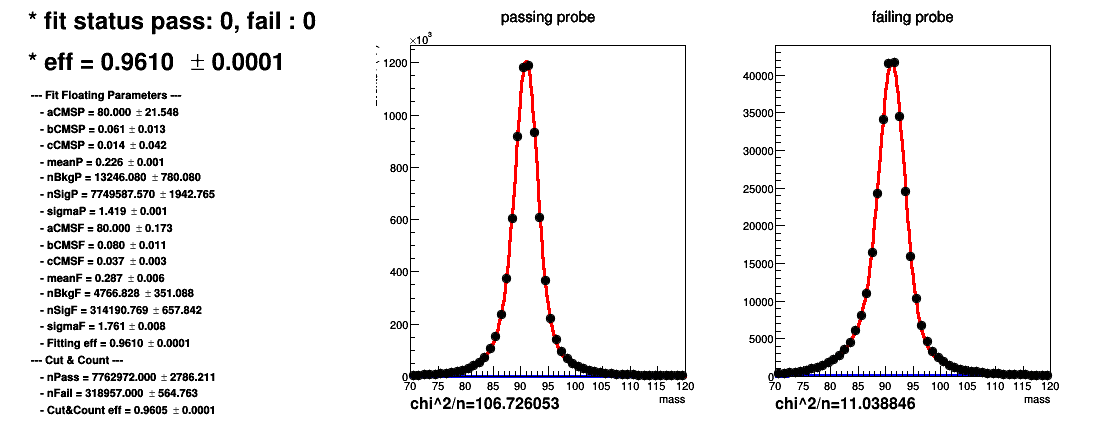 * fit status pass: 0, fail : 0
* eff = 0.9610 ± 0.0001
--- Fit Floating Parameters ---
- aCMSP = 80.000 ± 21.548
- bCMSP = 0.061 ± 0.013
- cCMSP = 0.014 ± 0.042
- meanP = 0.226 ± 0.001
- nBkgP = 13246.080 ± 780.080
- nSigP = 7749587.570 ± 1942.765
- sigmaP = 1.419 ± 0.001
- aCMSF = 80.000 ± 0.173
- bCMSF = 0.080 ± 0.011
- cCMSF = 0.037 ± 0.003
- meanF = 0.287 ± 0.006
- nBkgF = 4766.828 ± 351.088
- nSigF = 314190.769 ± 657.842
- sigmaF = 1.761 ± 0.008
- Fitting eff = 0.9610 ± 0.0001
--- Cut & Count ---
- nPass = 7762972.000 ± 2786.211
- nFail = 318957.000 ± 564.763
- Cut&Count eff = 0.9605 ± 0.0001
passing probe
×10³
1200
1000
800
600
400
200
0
70 75 80 85 90 95 100 105 110 115 120
mass
chi^2/n=106.726053
failing probe
40000
35000
30000
25000
20000
15000
10000
5000
0
70 75 80 85 90 95 100 105 110 115 120
mass
chi^2/n=11.038846